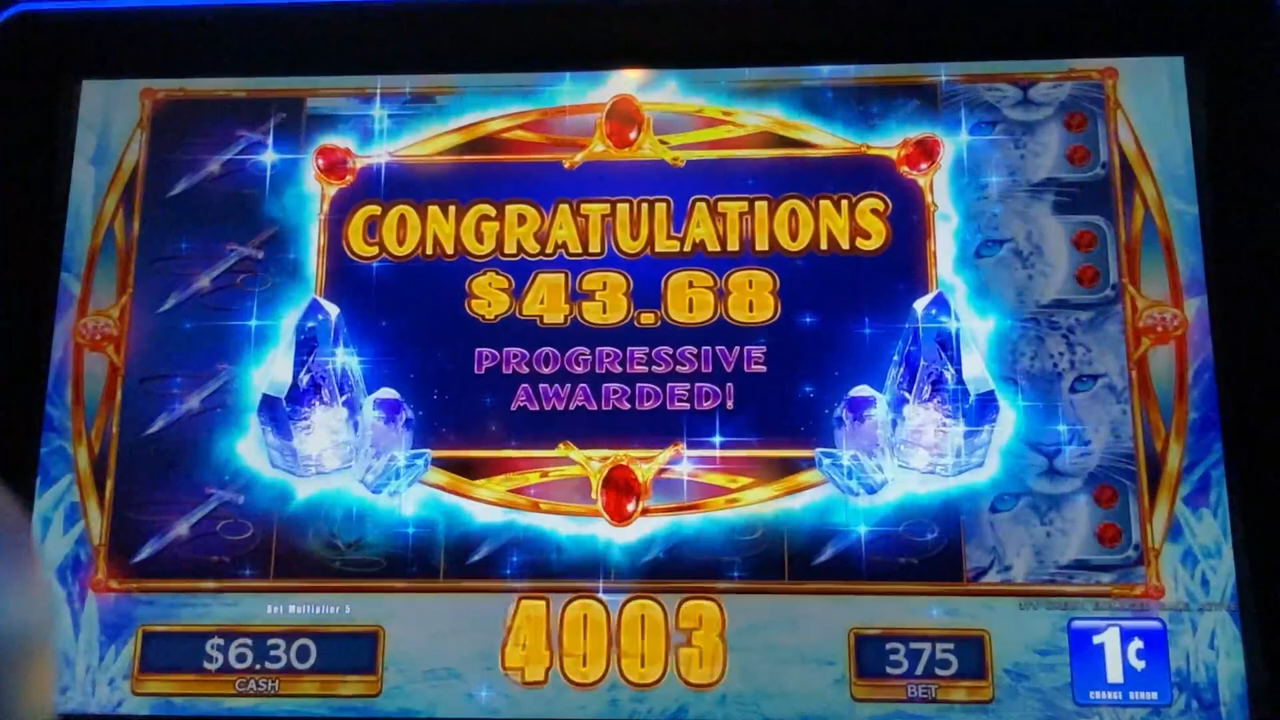 CONGRATULATIONS
$43.68
PROGRESSIVE
AWARDED!
Bet Multiplier 5
4003
$6.30
CASH
375
BET
1¢
CHANGE DENOM